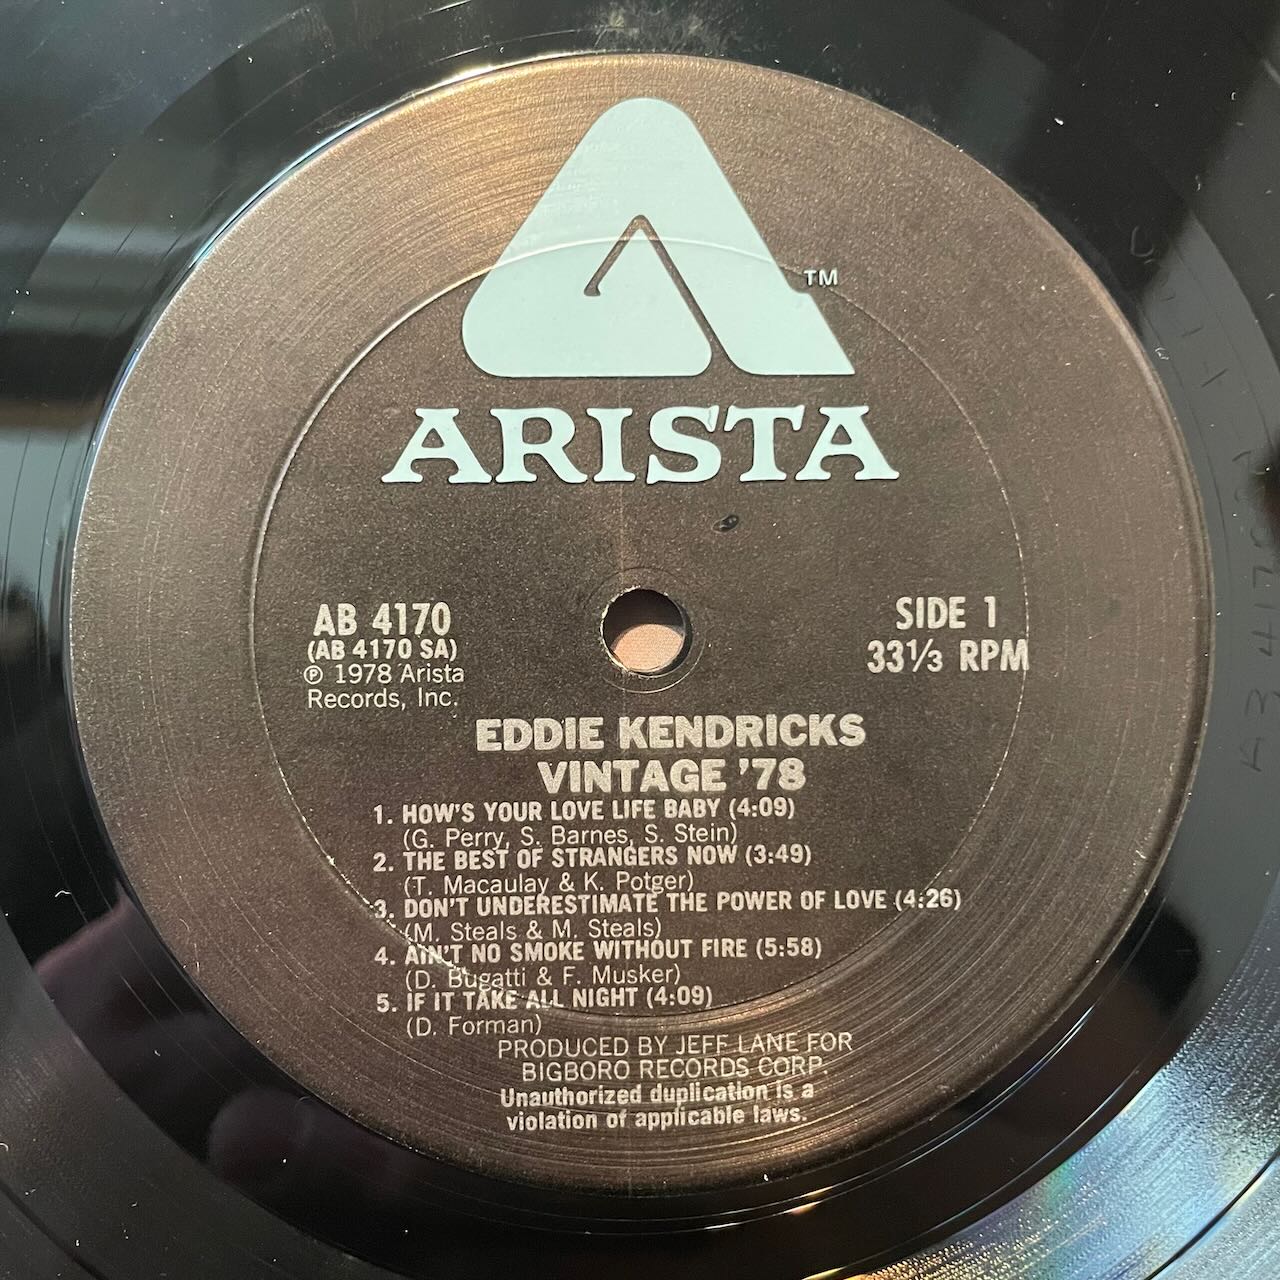 TM
ARISTA
AB 4170
(AB 4170 SA)
℗ 1978 Arista
Records, Inc.
SIDE 1
33⅓ RPM
EDDIE KENDRICKS
VINTAGE '78
1. HOW'S YOUR LOVE LIFE BABY (4:09)
(G. Perry, S. Barnes, S. Stein)
2. THE BEST OF STRANGERS NOW (3:49)
(T. Macaulay & K. Potger)
3. DON'T UNDERESTIMATE THE POWER OF LOVE (4:26)
(M. Steals & M. Steals)
4. AIN'T NO SMOKE WITHOUT FIRE (5:58)
(D. Bugatti & F. Musker)
5. IF IT TAKE ALL NIGHT (4:09)
(D. Forman)
PRODUCED BY JEFF LANE FOR
BIGBORO RECORDS CORP.
Unauthorized duplication is a
violation of applicable laws.